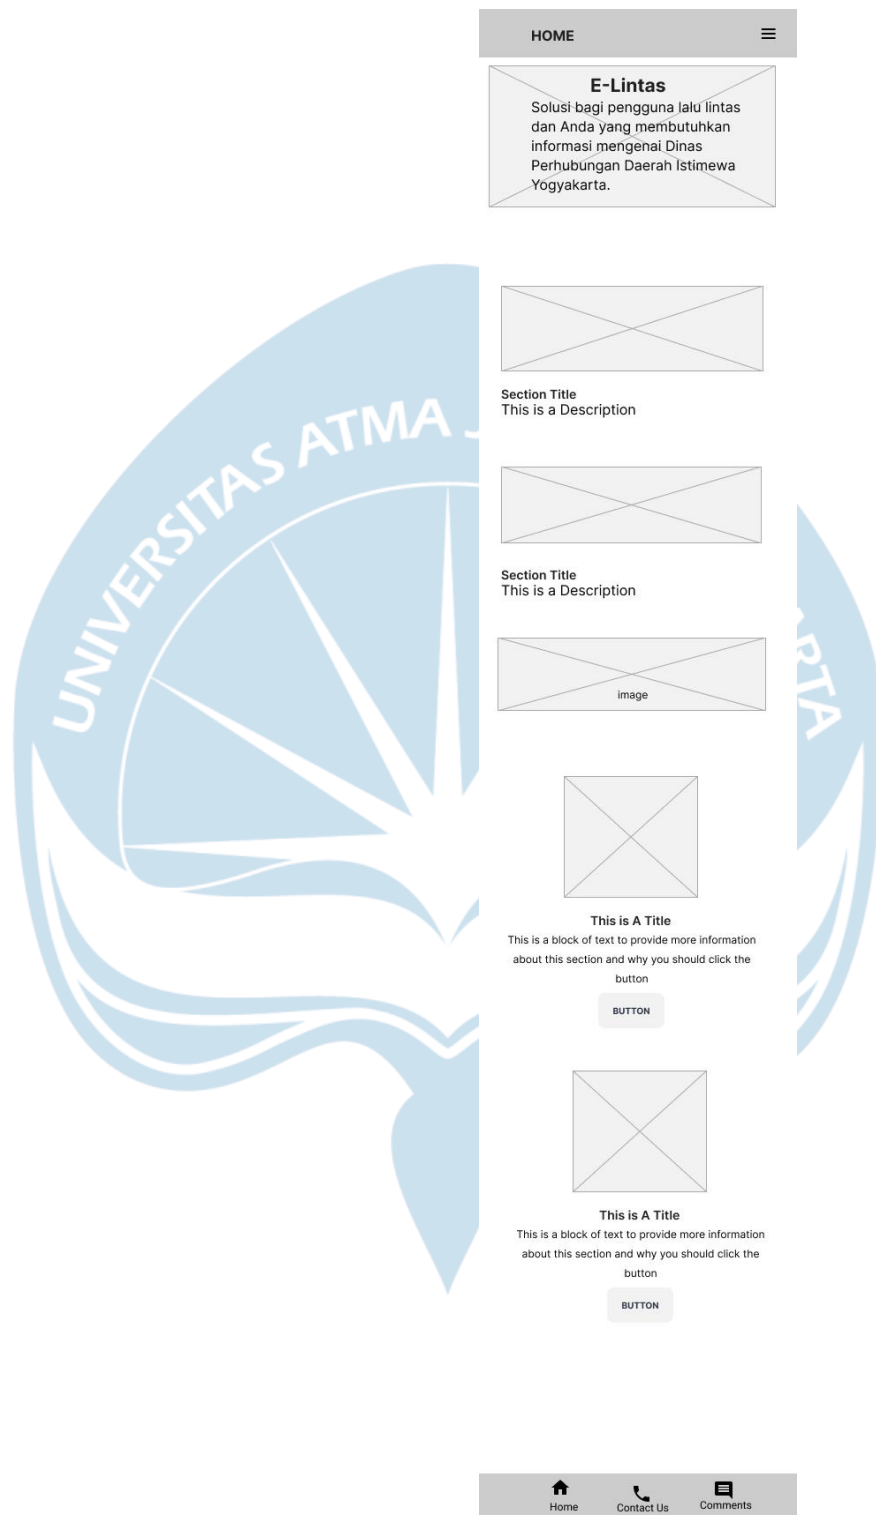 HOME
E-Lintas
Solusi bagi pengguna lalu lintas
dan Anda yang membutuhkan
informasi mengenai Dinas
Perhubungan Daerah Istimewa
Yogyakarta.
UNIVERSITAS ATMA J
ARTA
Section Title
This is a Description
Section Title
This is a Description
image
This is A Title
This is a block of text to provide more information
about this section and why you should click the
button
BUTTON
This is A Title
This is a block of text to provide more information
about this section and why you should click the
button
BUTTON
Home
Contact Us
Comments